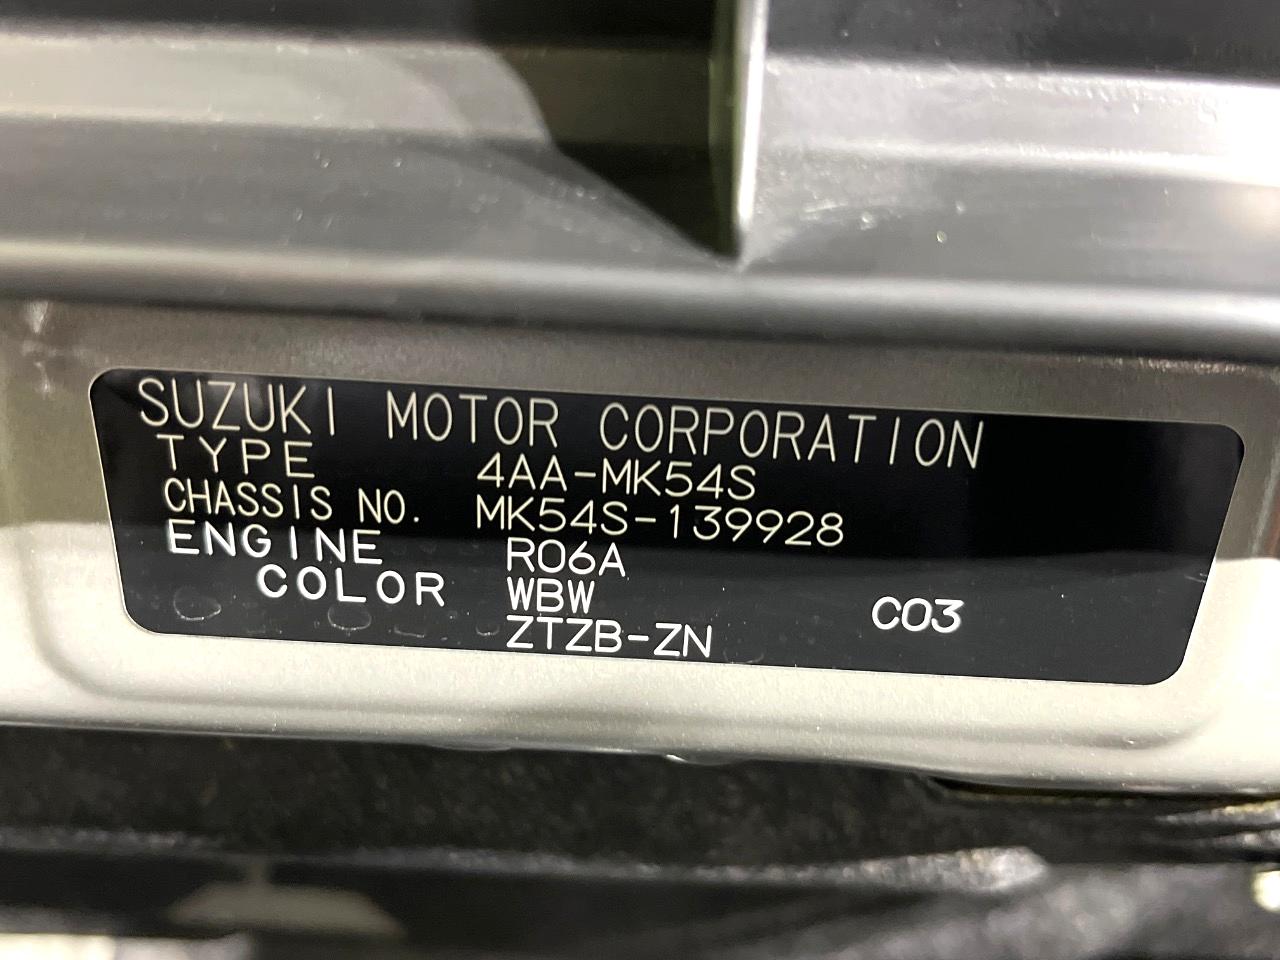 SUZUKI MOTOR CORPORATION
TYPE 4AA-MK54S
CHASSIS NO. MK54S-139928
ENGINE R06A
COLOR WBW C03
ZTZB-ZN